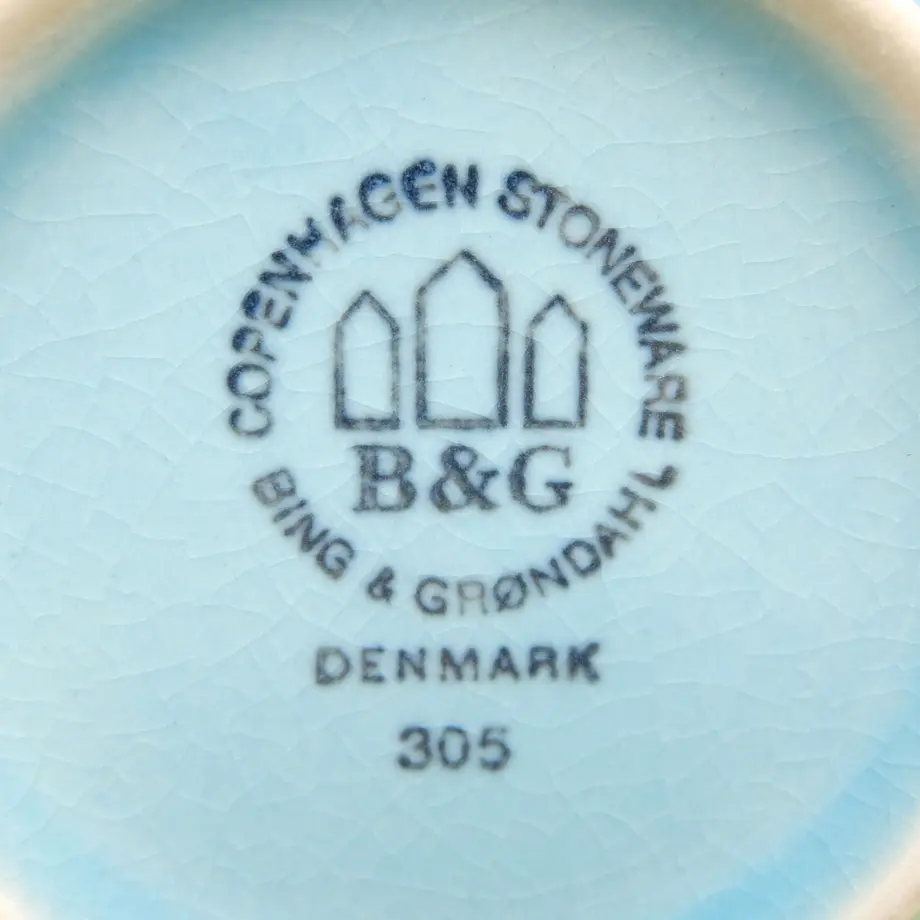 COPENHAGEN STONEWARE
B&G
BING & GRØNDAHL
DENMARK
305